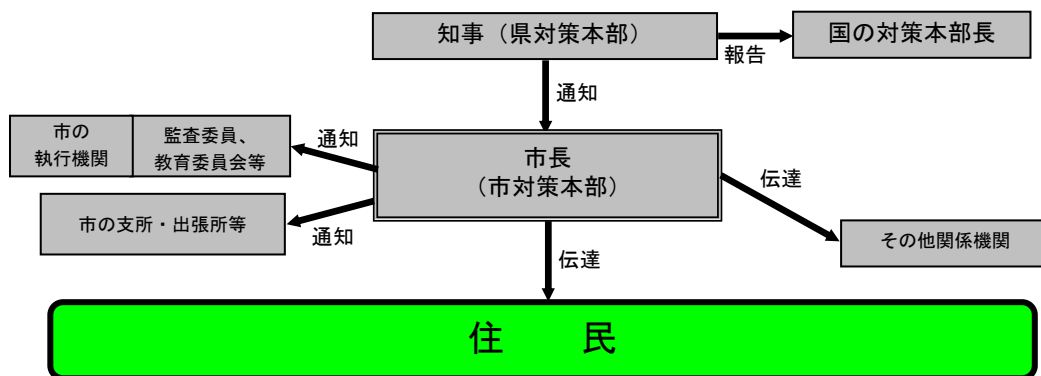 知事（県対策本部）
国の対策本部長
報告
通知
市の
執行機関
監査委員、
教育委員会等
通知
市長
（市対策本部）
伝達
市の支所・出張所等
通知
その他関係機関
伝達
住　　民